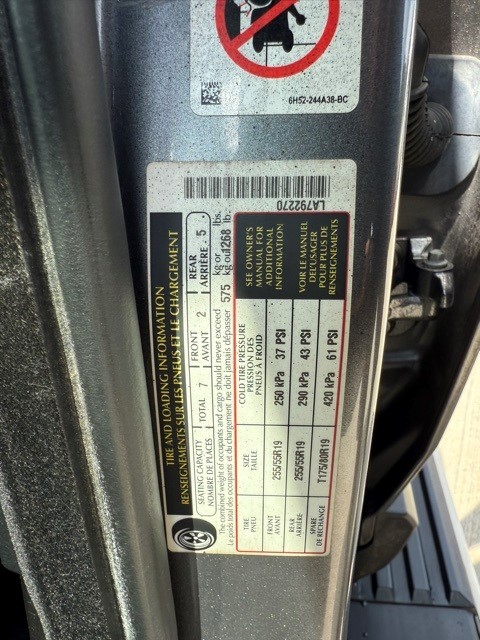 6HS2-244A38-BC
LA792270
TIRE AND LOADING INFORMATION
RENSEIGNEMENTS SUR LES PNEUS ET LE CHARGEMENT
SEATING CAPACITY
NOMBRE DE PLACES
TOTAL 7
FRONT
AVANT 2
REAR
ARRIÈRE 5
The combined weight of occupants and cargo should never exceed 575 kg or 1268 lbs.
Le poids total des occupants et du chargement ne doit jamais dépasser 575 kg ou 1268 lb.
TIRE
PNEU
SIZE
TAILLE
COLD TIRE PRESSURE
PRESSION DES
PNEUS À FROID
FRONT
AVANT
255/55R19
250 kPa 37 PSI
REAR
ARRIÈRE
255/55R19
290 kPa 43 PSI
SPARE
DE RECHANGE
T175/80R19
420 kPa 61 PSI
SEE OWNER'S
MANUAL FOR
ADDITIONAL
INFORMATION
VOIR LE MANUEL
DE L'USAGER
POUR PLUS DE
RENSEIGNEMENTS